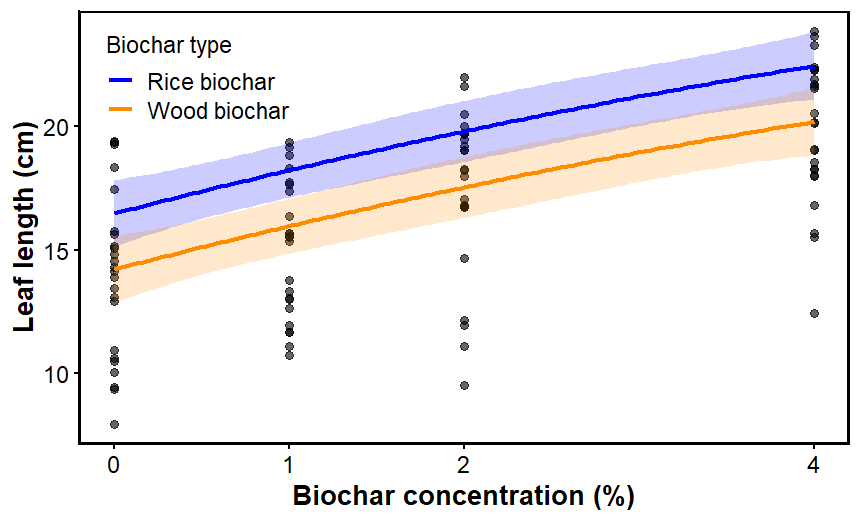 Biochar type
Rice biochar
Wood biochar
Leaf length (cm)
20
15
10
0 1 2 4
Biochar concentration (%)